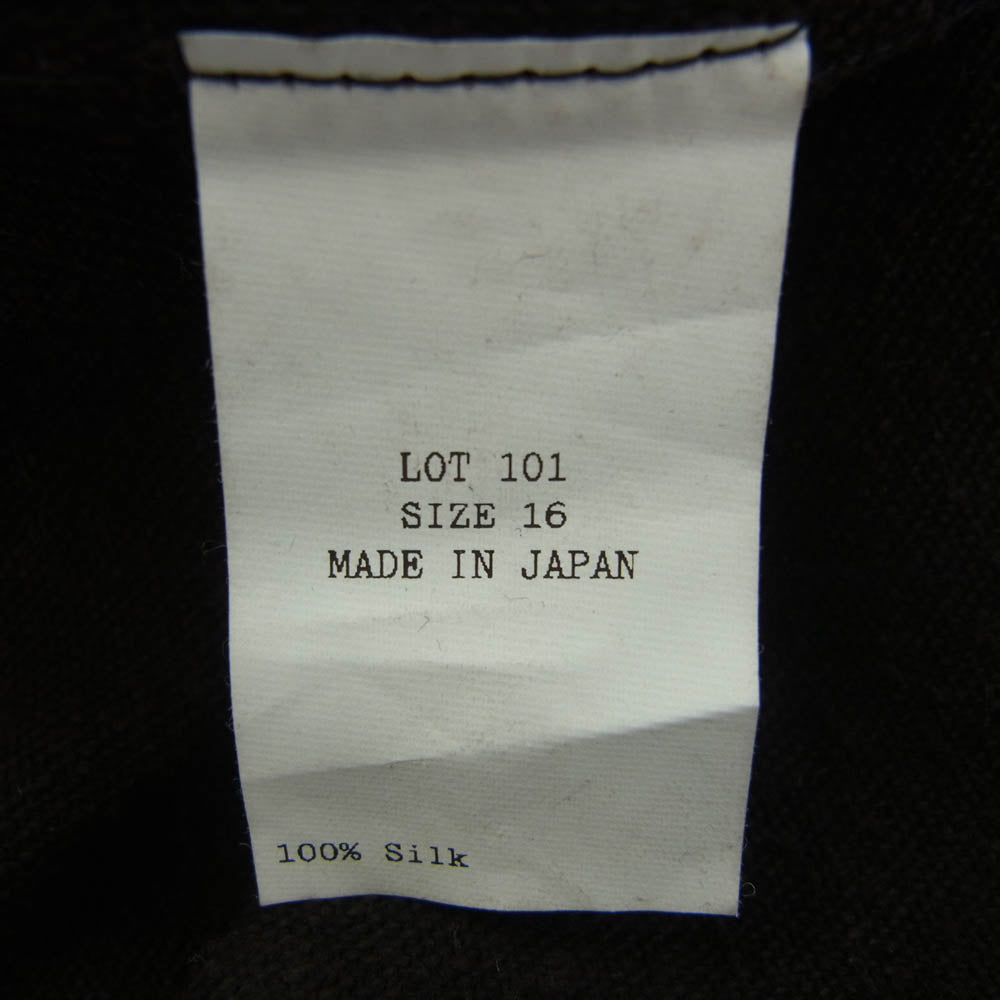 LOT 101
SIZE 16
MADE IN JAPAN
100% Silk